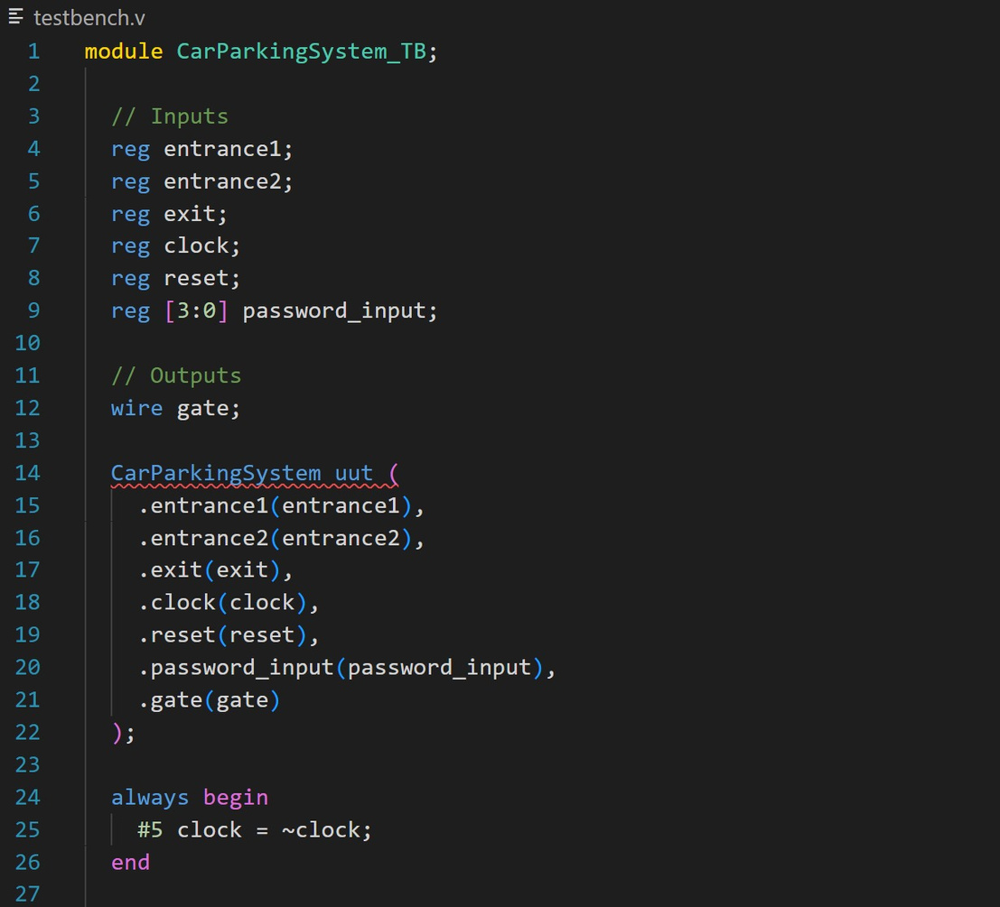 testbench.v
1 module CarParkingSystem_TB;
2
3 // Inputs
4 reg entrance1;
5 reg entrance2;
6 reg exit;
7 reg clock;
8 reg reset;
9 reg [3:0] password_input;
10
11 // Outputs
12 wire gate;
13
14 CarParkingSystem uut (
15 .entrance1(entrance1),
16 .entrance2(entrance2),
17 .exit(exit),
18 .clock(clock),
19 .reset(reset),
20 .password_input(password_input),
21 .gate(gate)
22 );
23
24 always begin
25 #5 clock = ~clock;
26 end
27